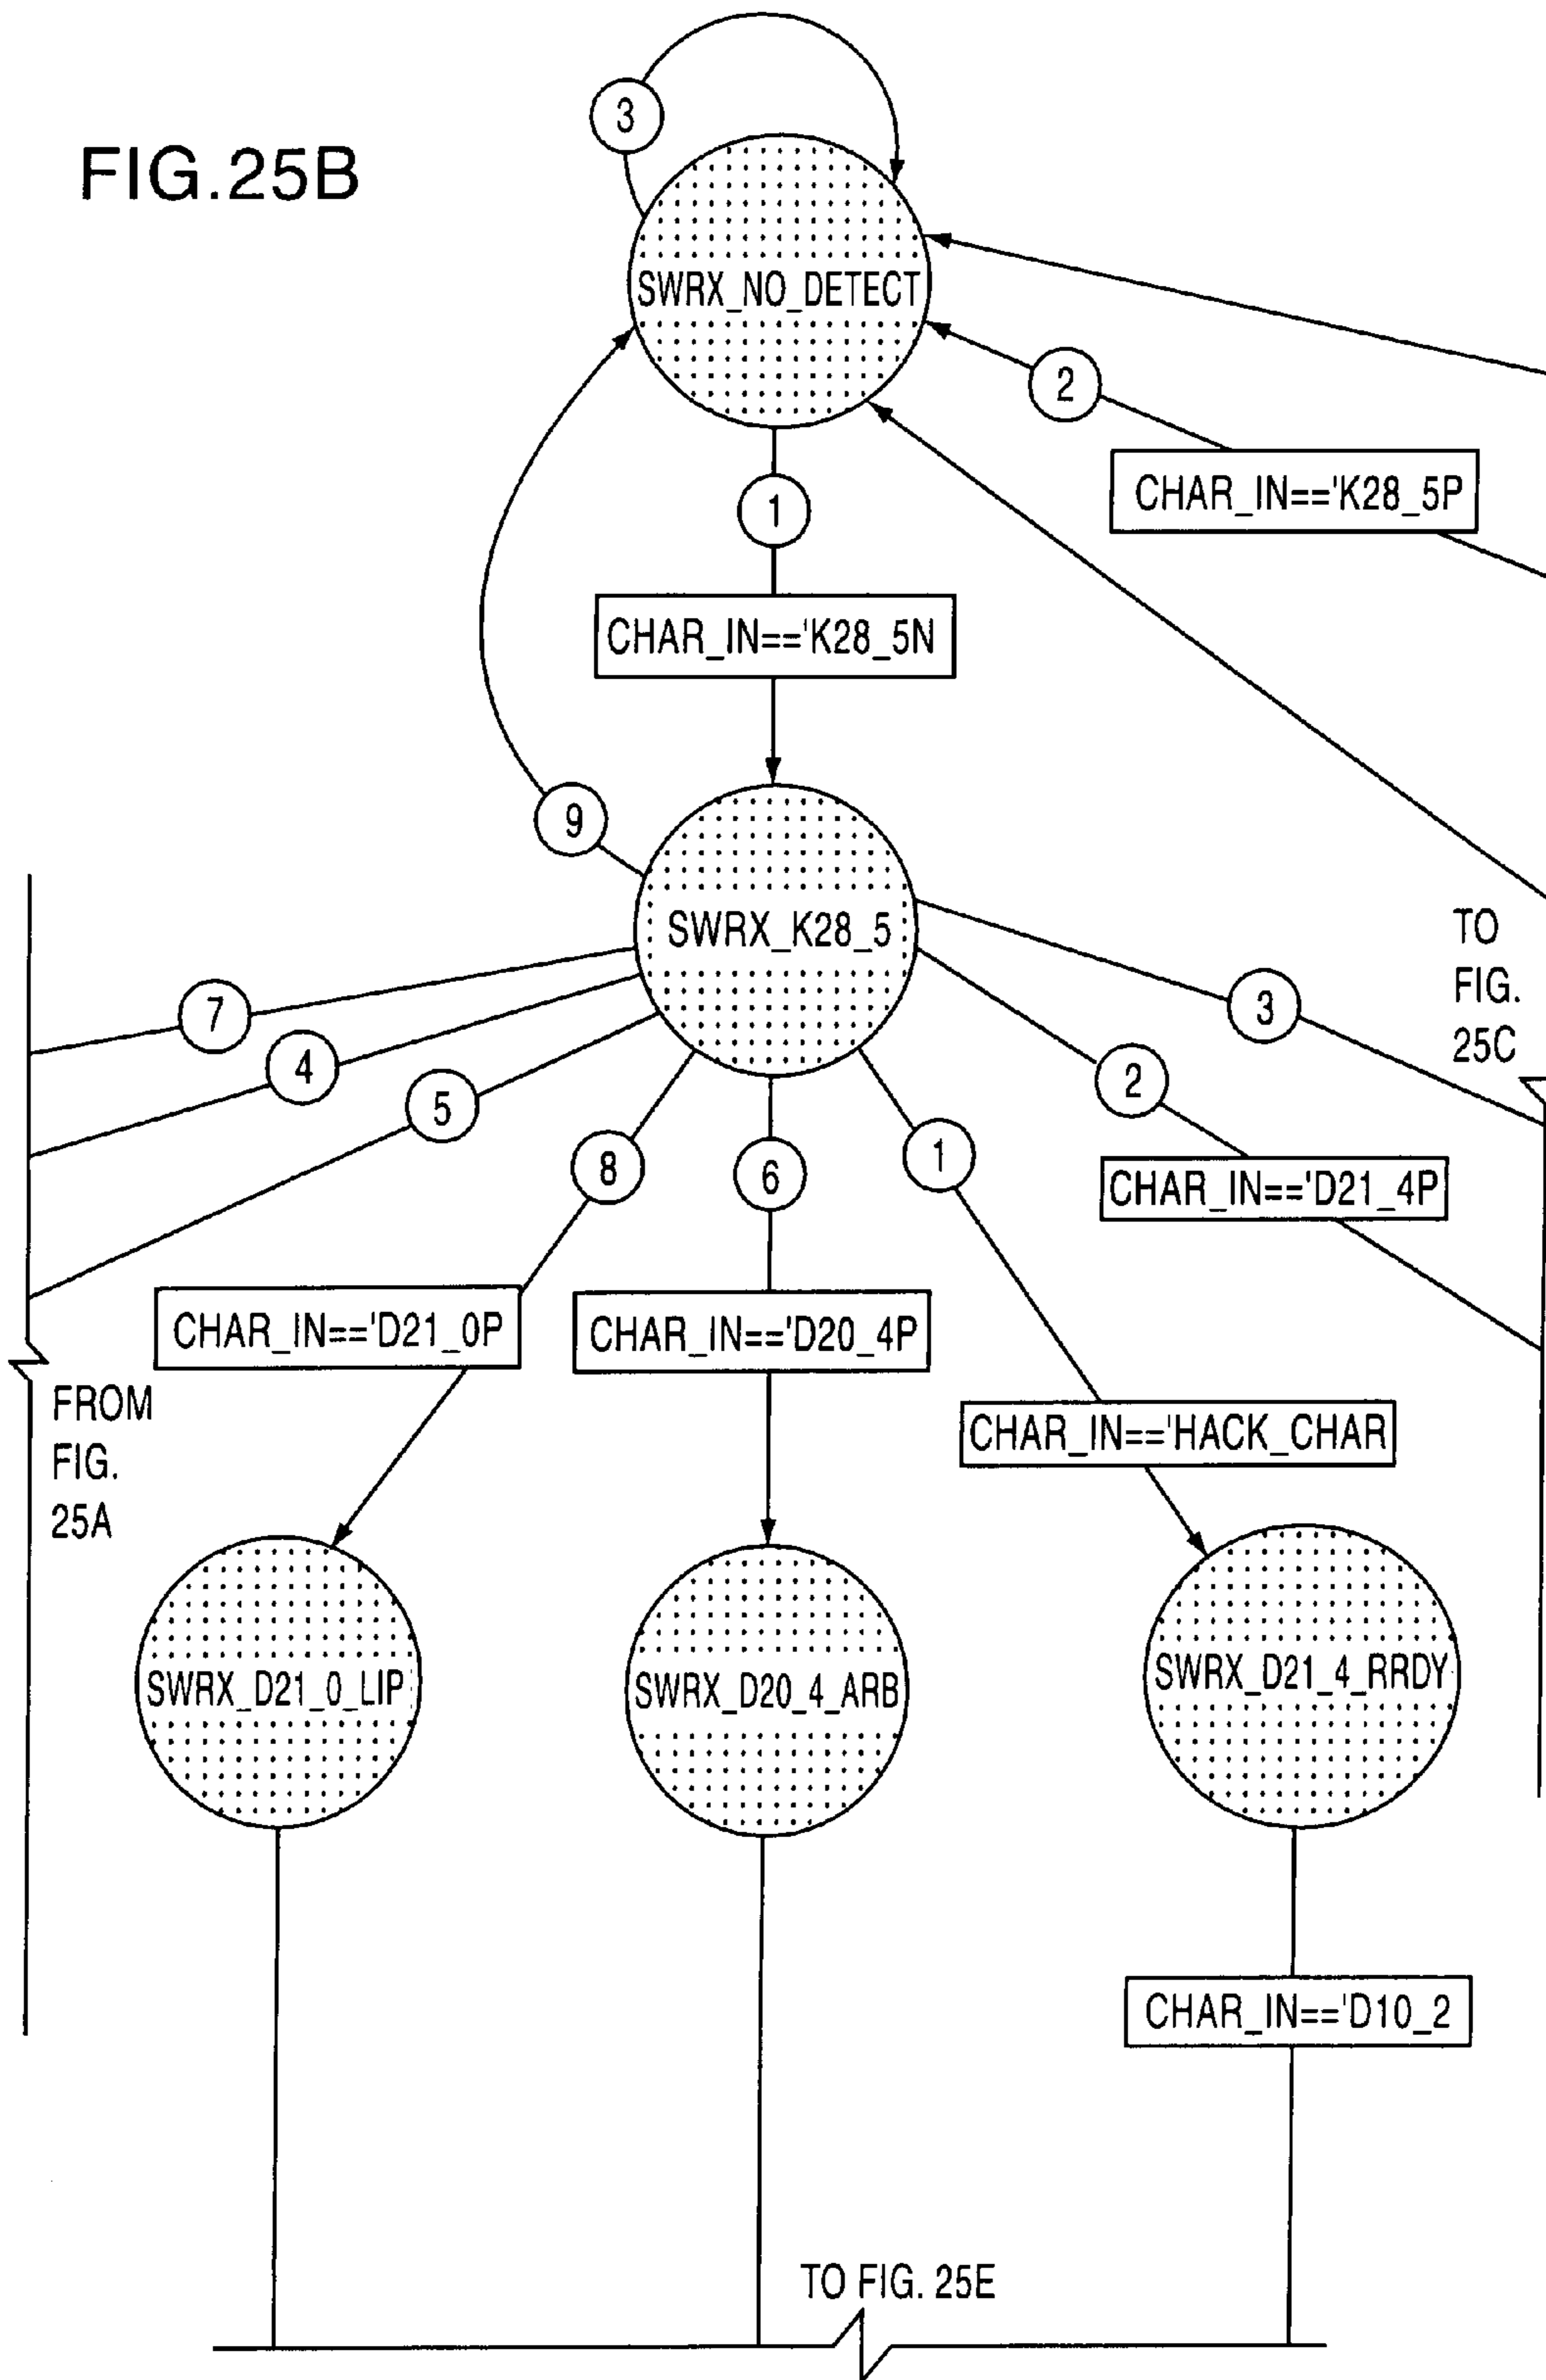 FIG.25B
3
SWRX_NO_DETECT
2
CHAR_IN=='K28_5P
1
CHAR_IN=='K28_5N
9
SWRX_K28_5
TO
FIG.
25C
7
4
5
8
6
1
2
3
CHAR_IN=='D21_4P
CHAR_IN=='D21_0P
CHAR_IN=='D20_4P
CHAR_IN=='HACK_CHAR
FROM
FIG.
25A
SWRX_D21_0_LIP
SWRX_D20_4_ARB
SWRX_D21_4_RRDY
CHAR_IN=='D10_2
TO FIG. 25E